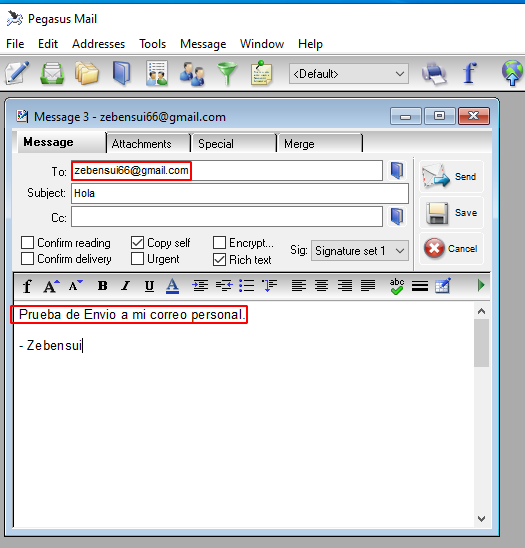 Pegasus Mail
File Edit Addresses Tools Message Window Help
<Default>
Message 3 - zebensui66@gmail.com
Message Attachments Special Merge
To: zebensui66@gmail.com
Send
Subject: Hola
Save
Cc:
Confirm reading Copy self Encrypt... Sig: Signature set 1 Cancel
Confirm delivery Urgent Rich text
f A A B I U A abc
Prueba de Envio a mi correo personal.
- Zebensui